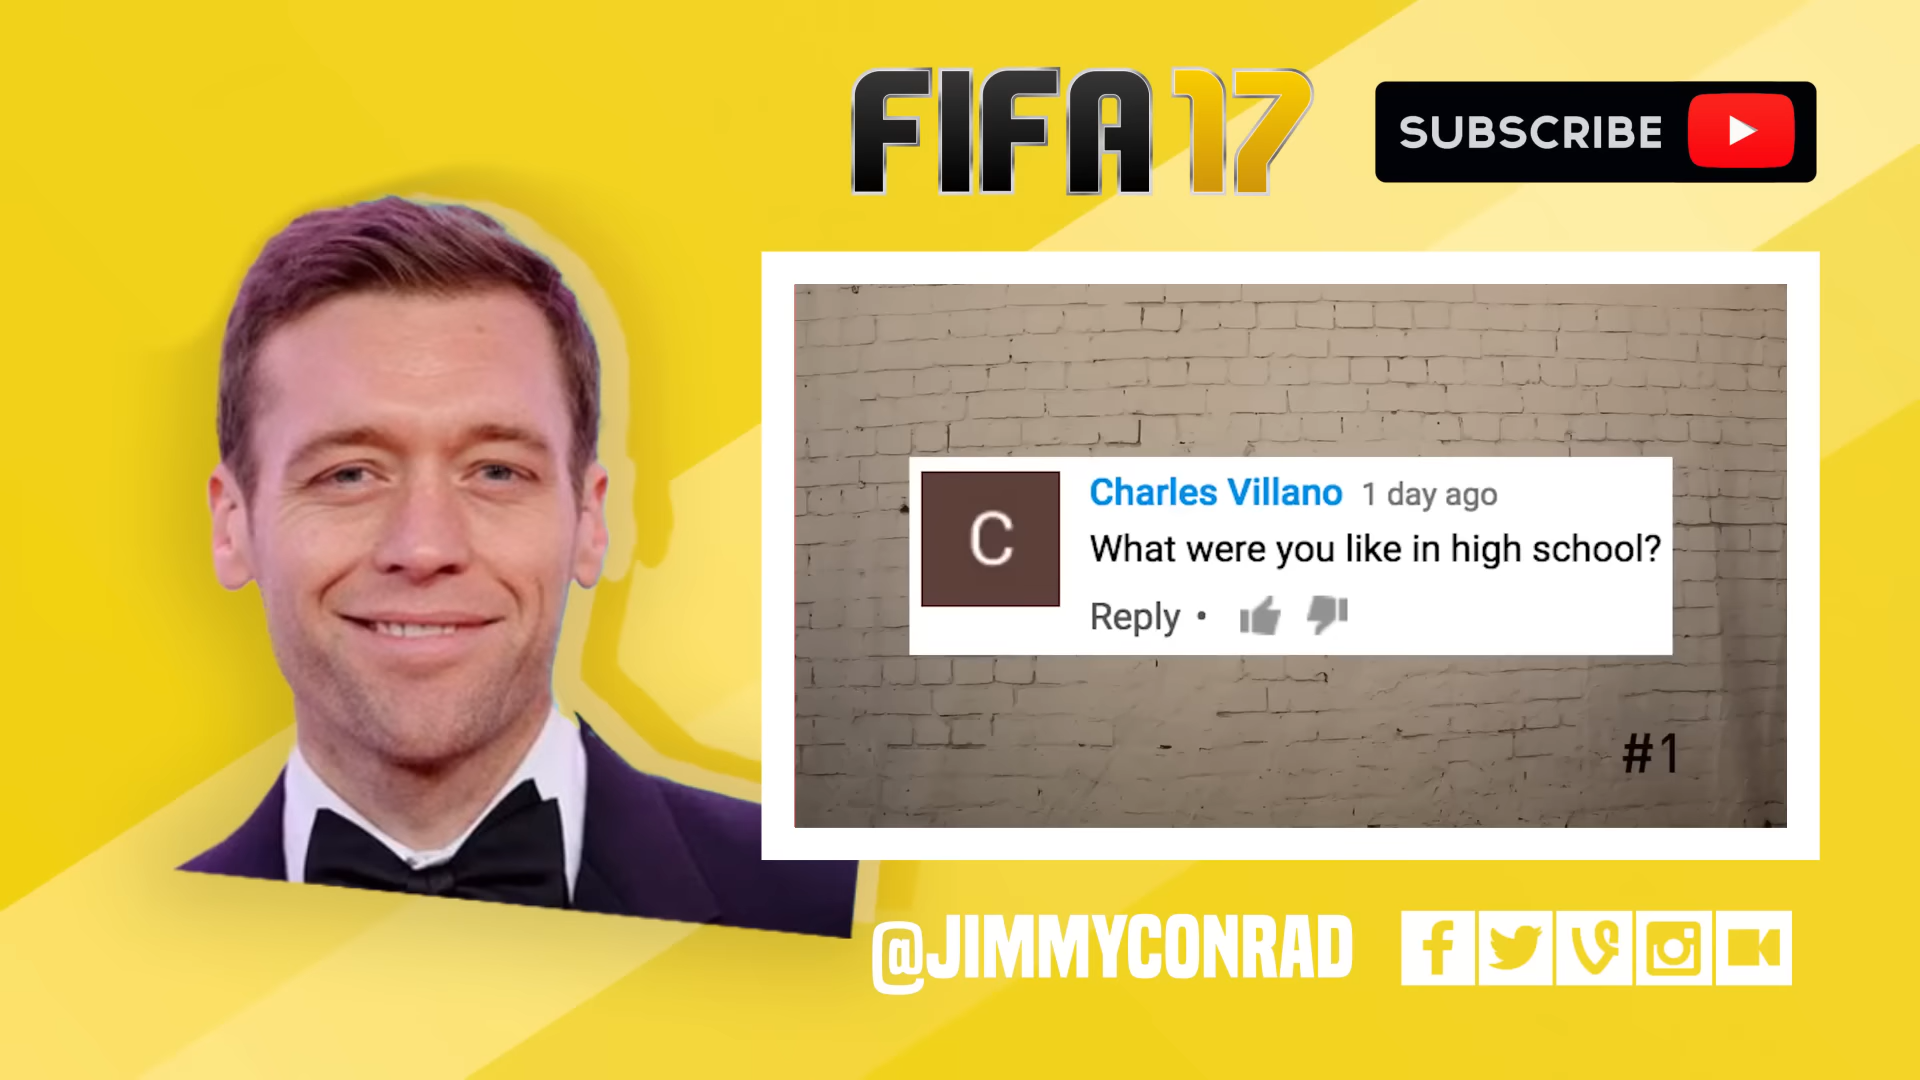 FIFA 17
SUBSCRIBE
C
Charles Villano 1 day ago
What were you like in high school?
Reply •
#1
@JIMMYCONRAD